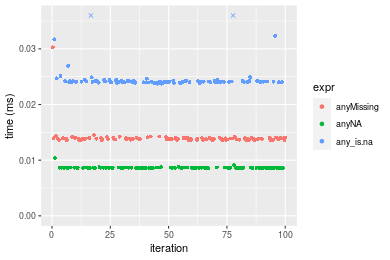 0.03
0.02
0.01
0.00
time (ms)
0
25
50
75
100
iteration
expr
anyMissing
anyNA
any_is.na